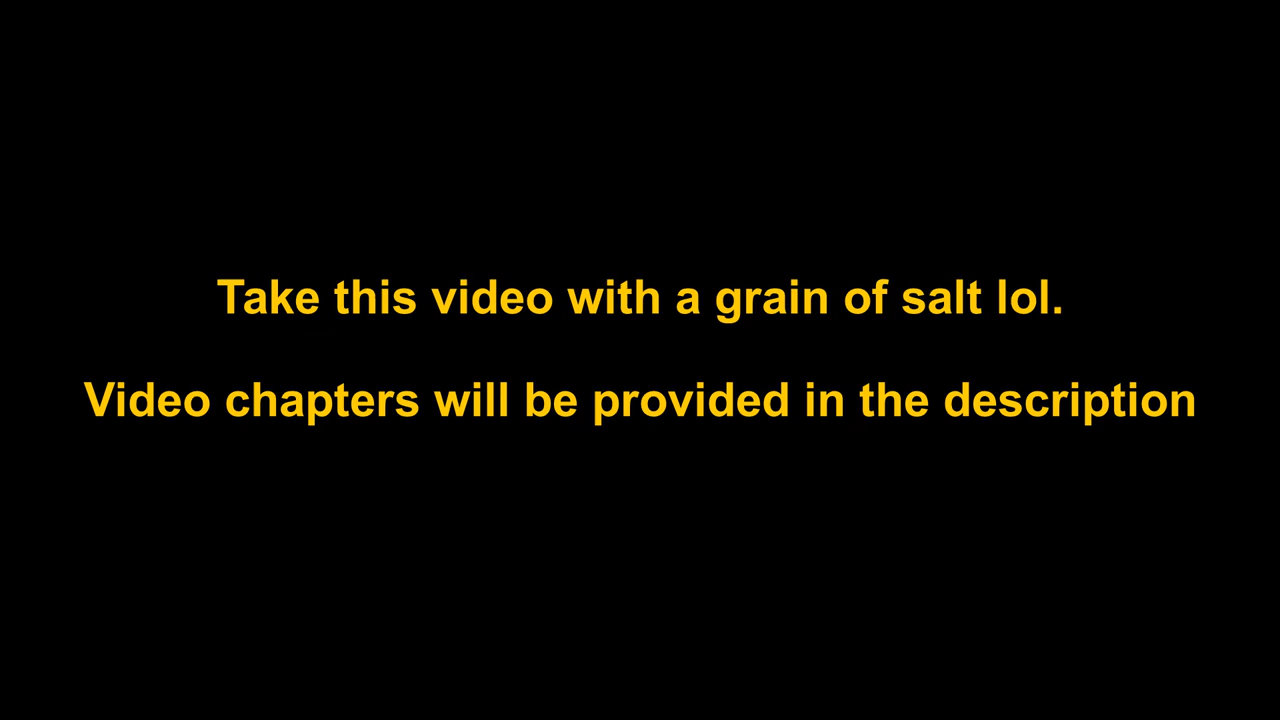 Take this video with a grain of salt lol.
Video chapters will be provided in the description